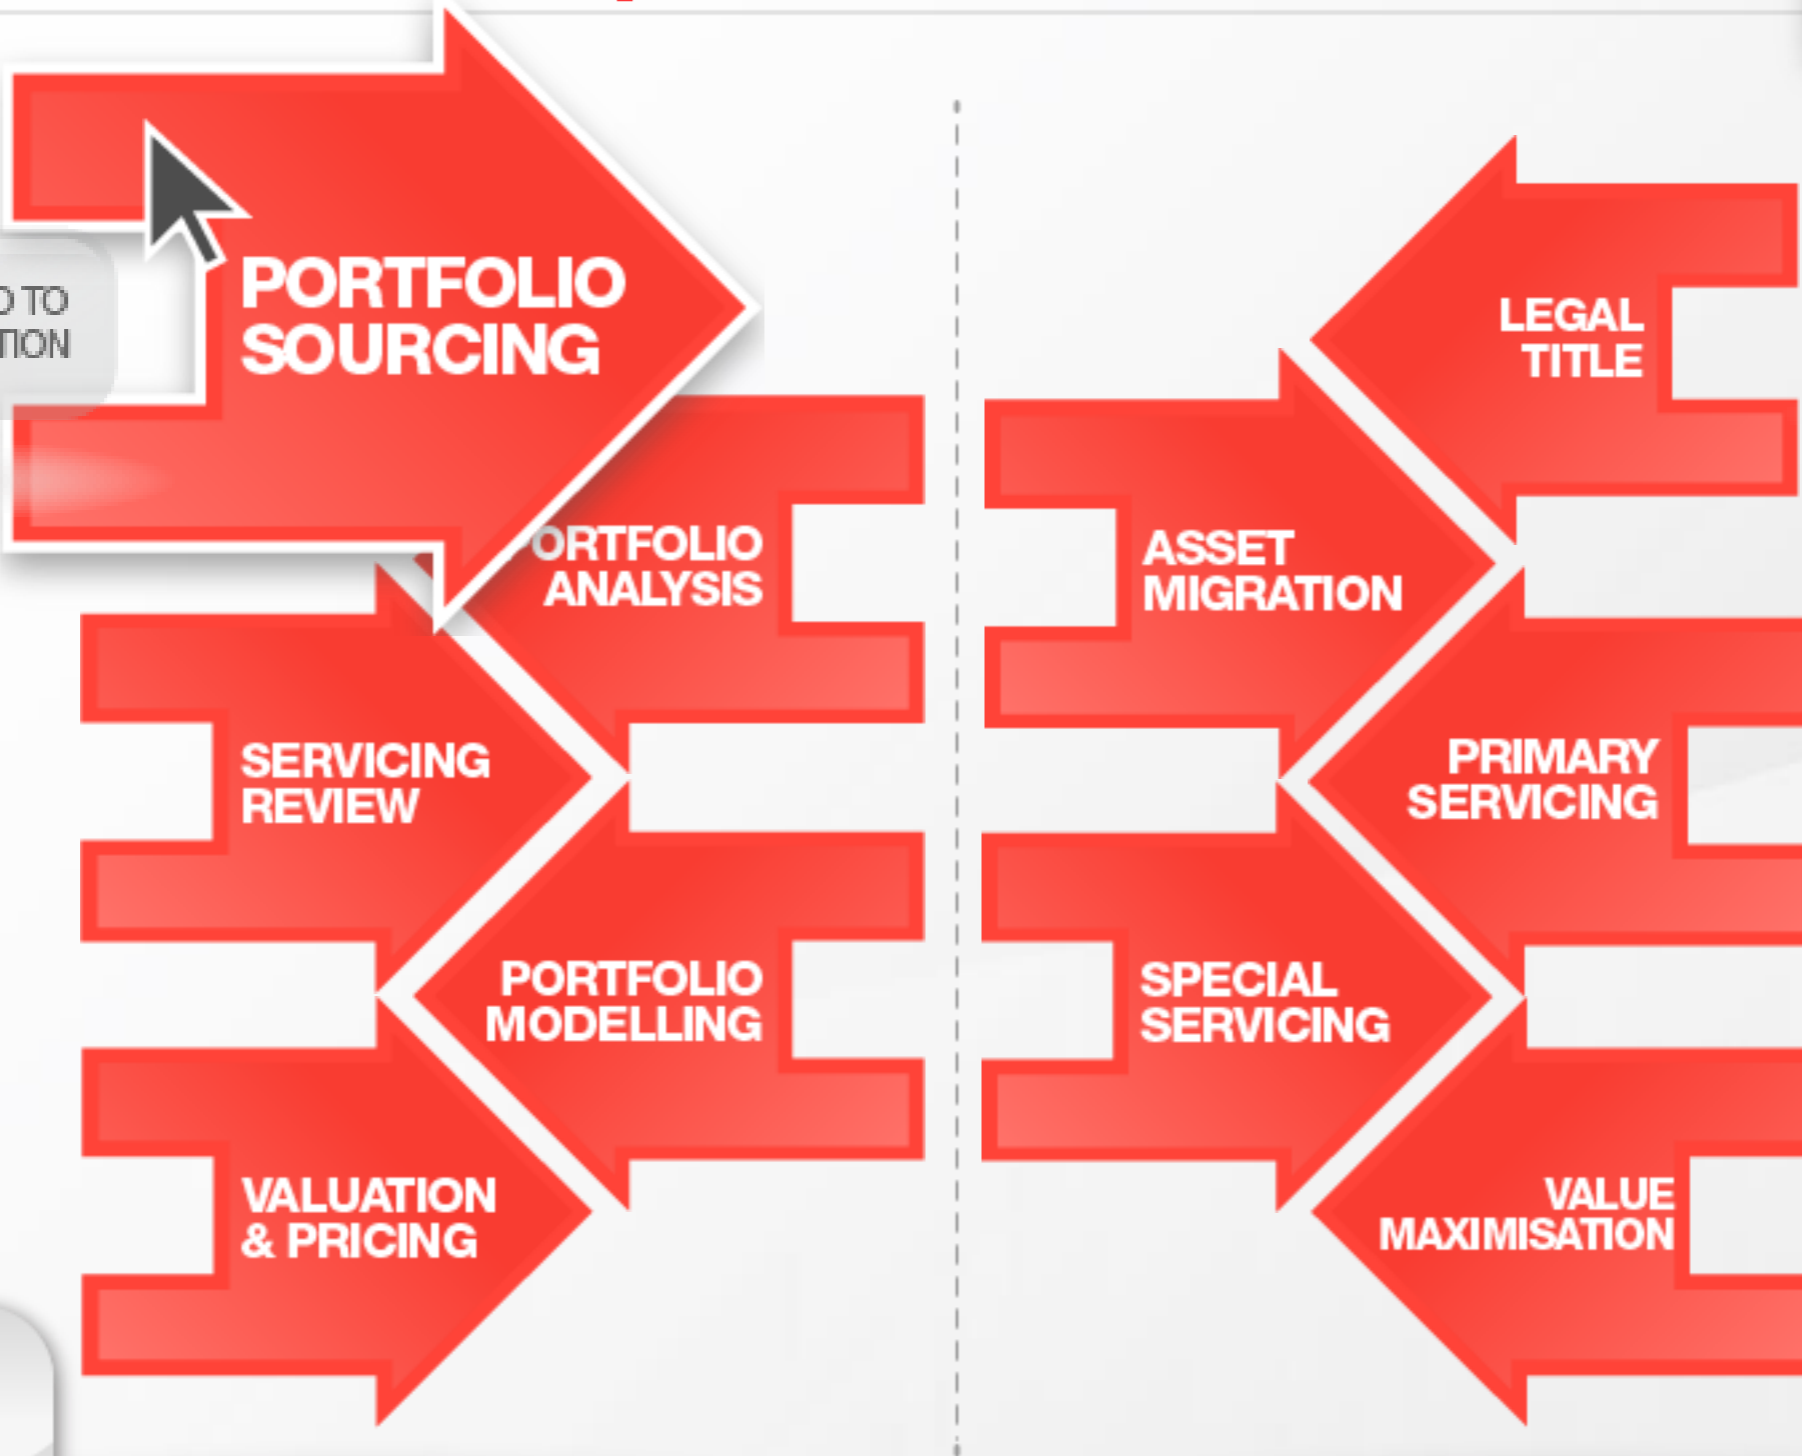 PORTFOLIO
SOURCING
TO
ORTFOLIO
ANALYSIS
SERVICING
REVIEW
PORTFOLIO
MODELLING
VALUATION
& PRICING
LEGAL
TITLE
ASSET
MIGRATION
PRIMARY
SERVICING
SPECIAL
SERVICING
VALUE
MAXIMISATION